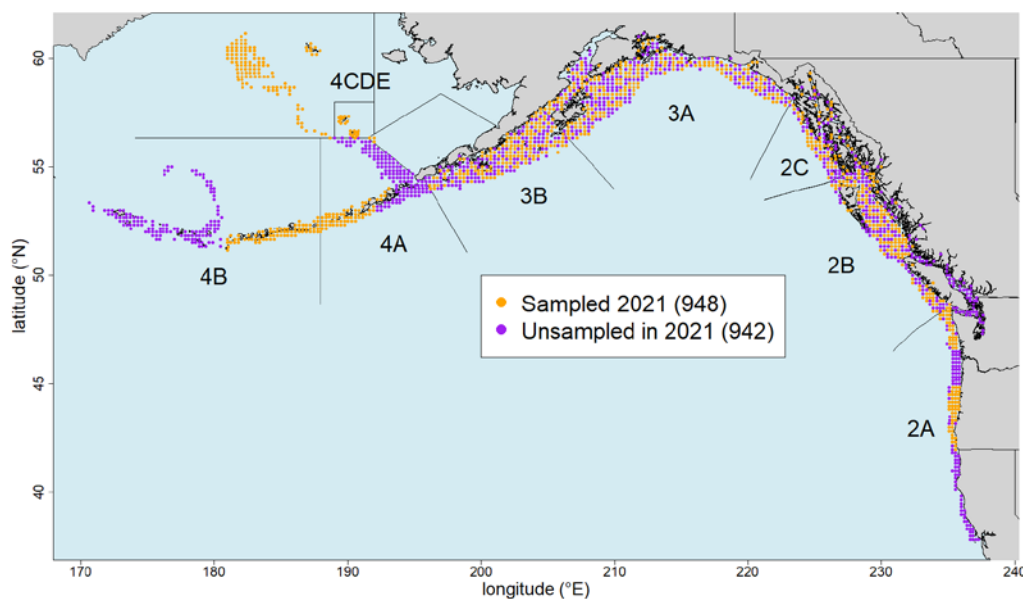 60
55
50
45
40
latitude (°N)
4CDE
3A
2C
3B
4A
4B
2B
Sampled 2021 (948)
Unsampled in 2021 (942)
2A
170
180
190
200
210
220
230
240
longitude (°E)